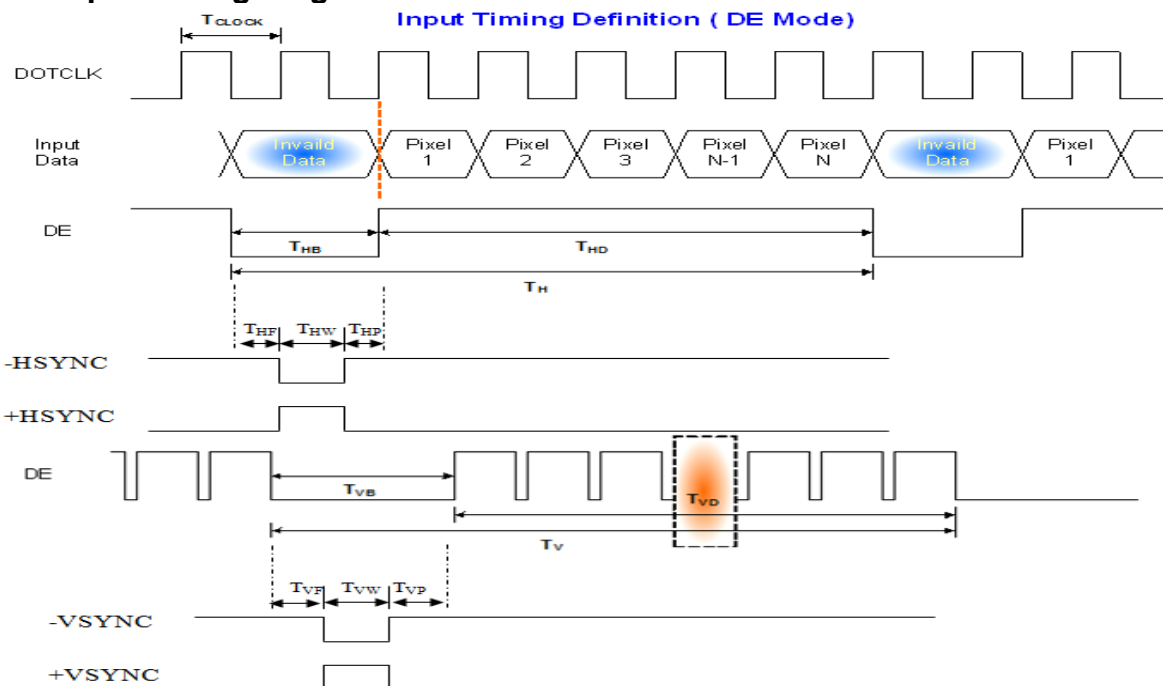 Input Timing Definition ( DE Mode)
TCLOCK
DOTCLK
Input Data
Invaild Data
Pixel 1
Pixel 2
Pixel 3
Pixel N-1
Pixel N
Invaild Data
Pixel 1
DE
THB
THD
TH
THF THW THP
-HSYNC
+HSYNC
DE
TVB
TVD
TV
TVF TVW TVP
-VSYNC
+VSYNC